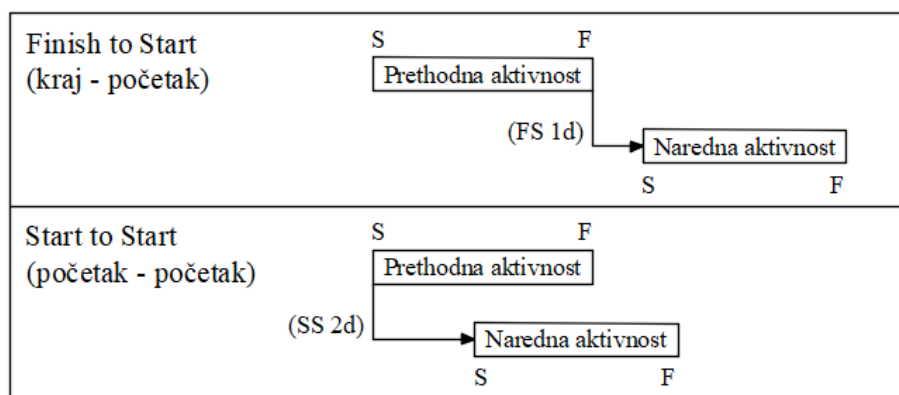 Finish to Start
(kraj - početak)
S F
Prethodna aktivnost
(FS 1d)
Naredna aktivnost
S F
Start to Start
(početak - početak)
S F
Prethodna aktivnost
(SS 2d)
Naredna aktivnost
S F